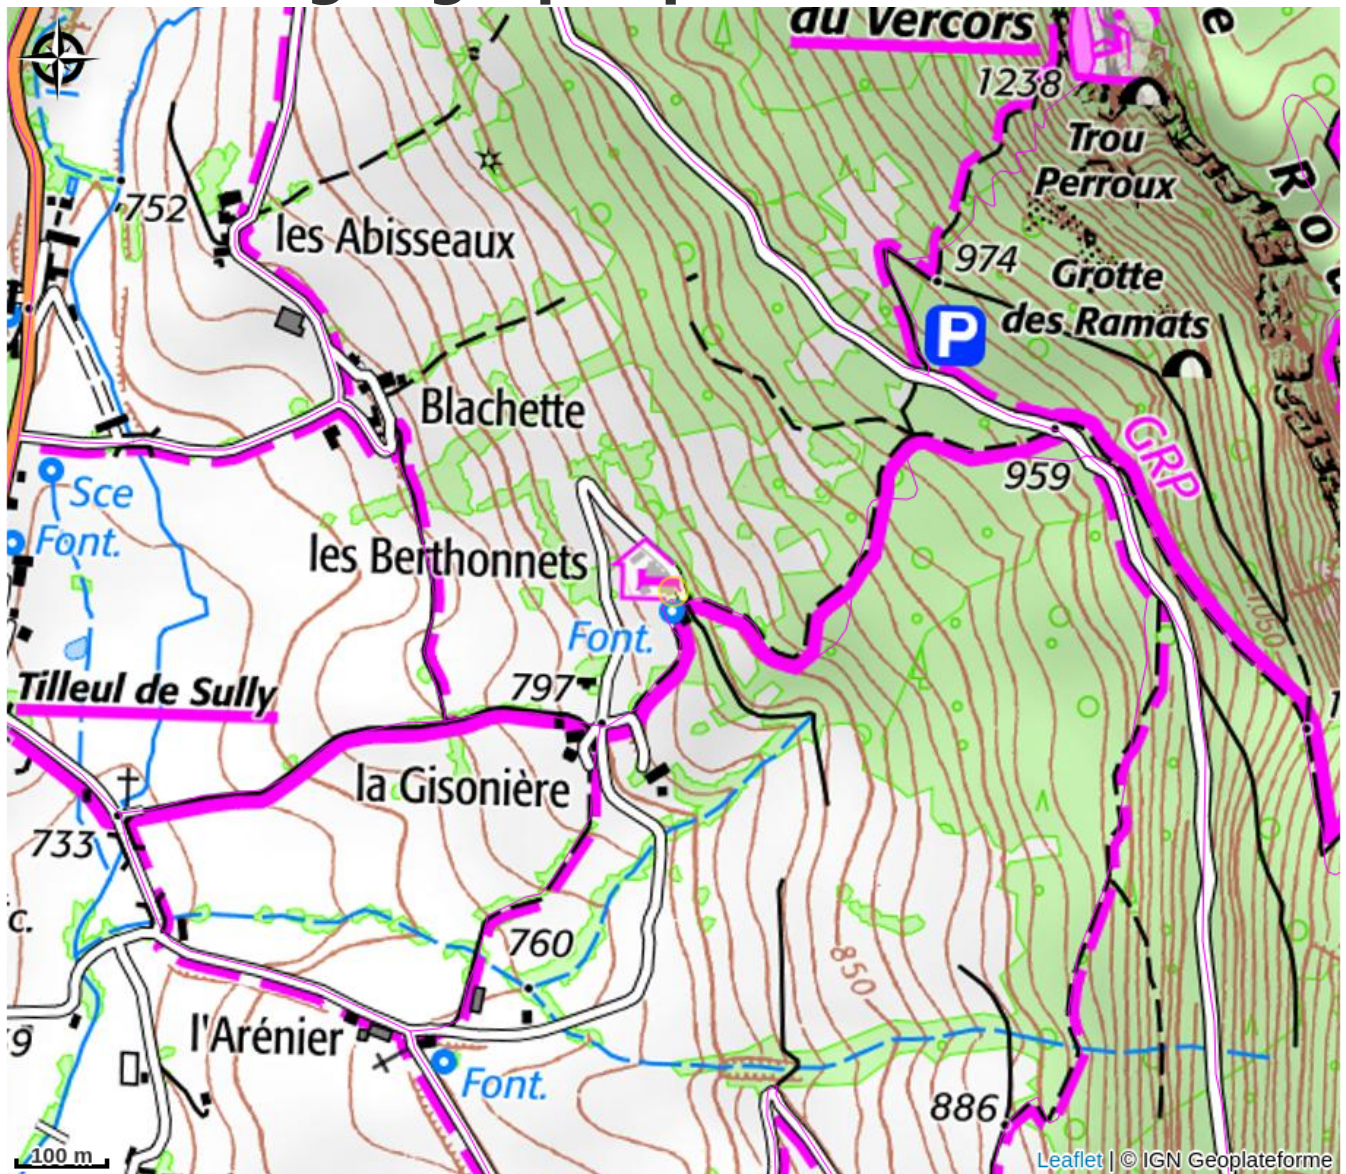 du Vercors
1238
Trou
Perroux
752
les Abisseaux
974
Grotte
des Ramats
P
Blachette
GRP
959
Sce
Font.
les Berthonnets
1050
Font.
797
Tilleul de Sully
la Gisonière
733
c.
760
850
l'Arénier
Font.
886
100 m
Leaflet | © IGN Geoplateforme